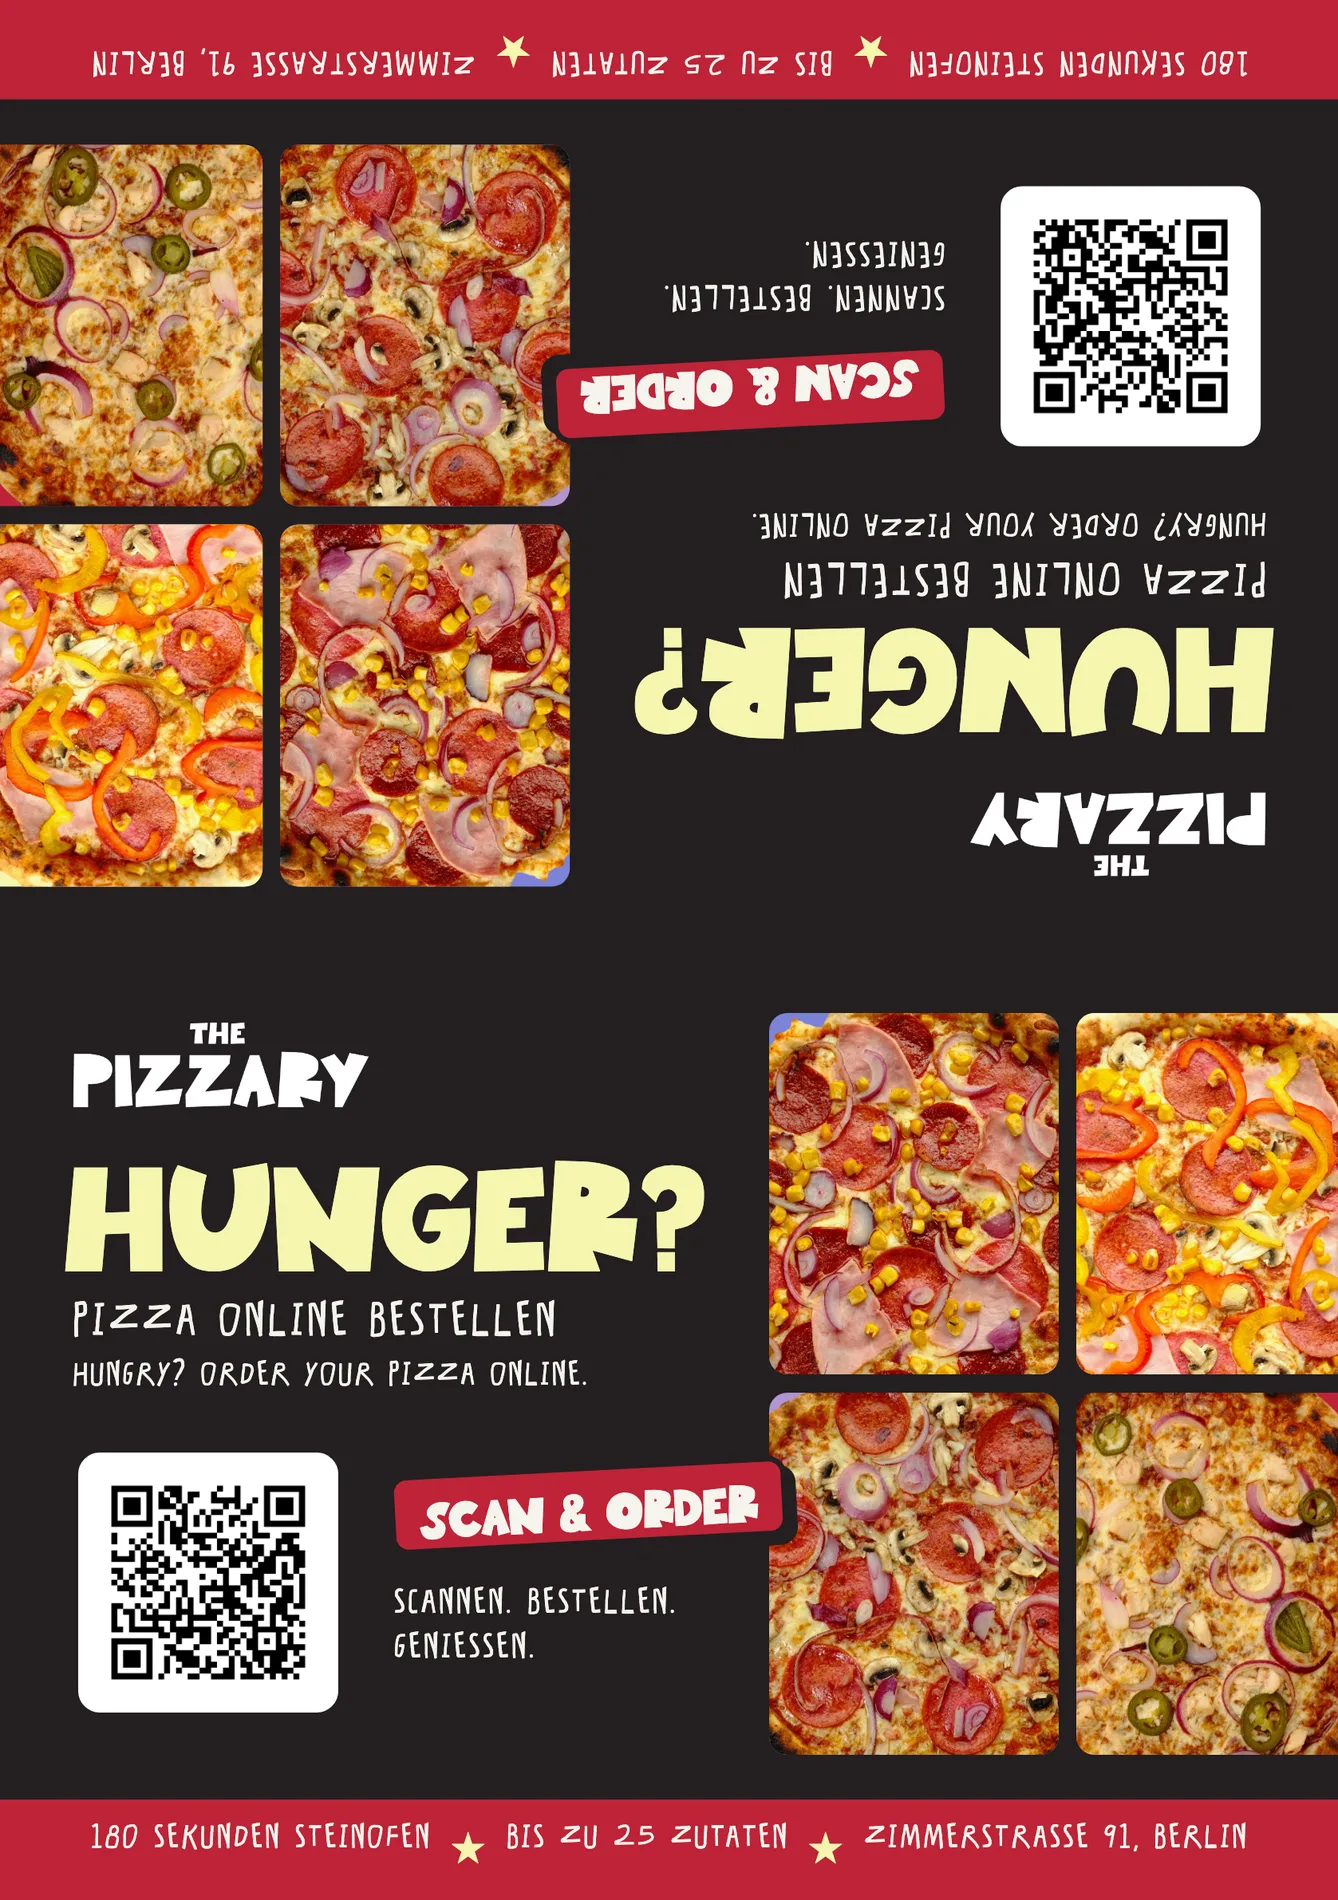 180 SEKUNDEN STEINOFEN ★ BIS ZU 25 ZUTATEN ★ ZIMMERSTRASSE 91, BERLIN
SCANNEN. BESTELLEN.
GENIESSEN.
SCAN & ORDER
HUNGRY? ORDER YOUR PIZZA ONLINE.
PIZZA ONLINE BESTELLEN
HUNGER?
THE
PIZZARY
THE
PIZZARY
HUNGER?
PIZZA ONLINE BESTELLEN
HUNGRY? ORDER YOUR PIZZA ONLINE.
SCAN & ORDER
SCANNEN. BESTELLEN.
GENIESSEN.
180 SEKUNDEN STEINOFEN ★ BIS ZU 25 ZUTATEN ★ ZIMMERSTRASSE 91, BERLIN